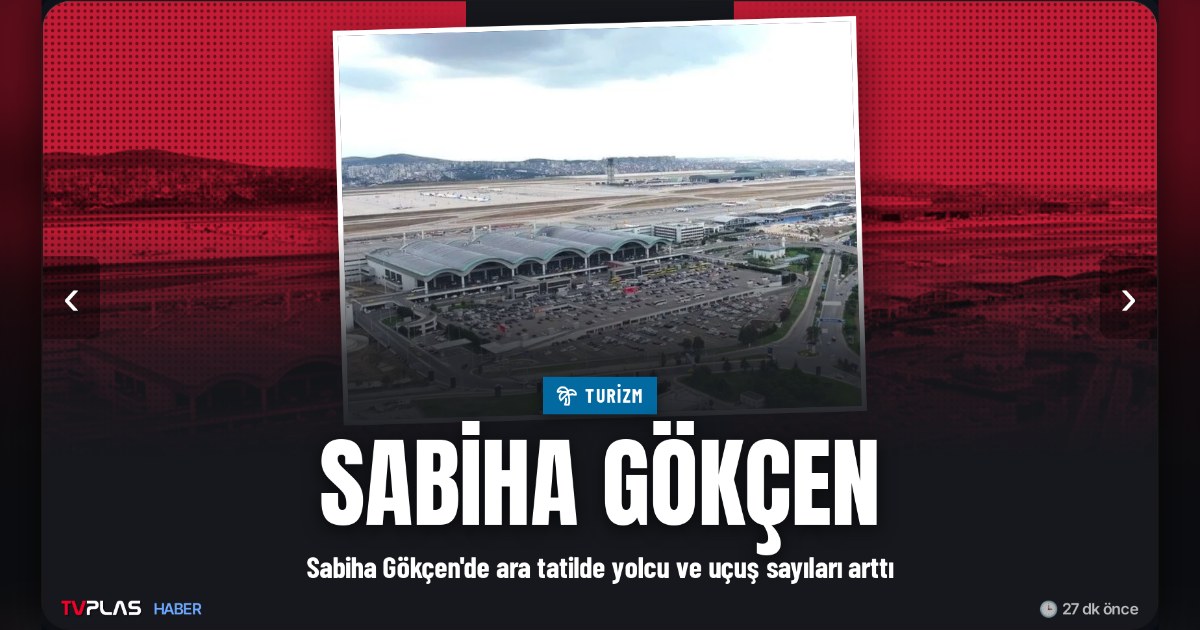 TURİZM
SABİHA GÖKÇEN
Sabiha Gökçen'de ara tatilde yolcu ve uçuş sayıları arttı
TVPLAS HABER
27 dk önce